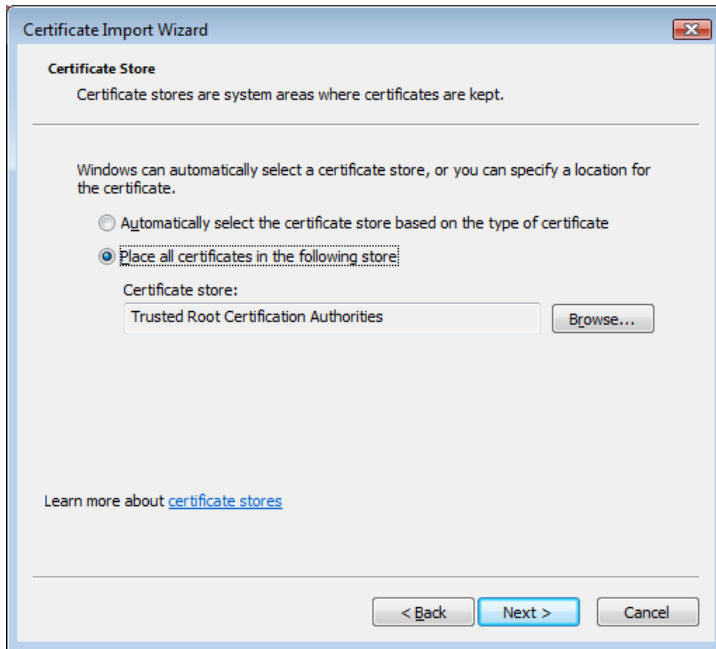 Certificate Import Wizard
Certificate Store
Certificate stores are system areas where certificates are kept.
Windows can automatically select a certificate store, or you can specify a location for
the certificate.
Automatically select the certificate store based on the type of certificate
Place all certificates in the following store
Certificate store:
Trusted Root Certification Authorities
Browse...
Learn more about certificate stores
< Back
Next >
Cancel